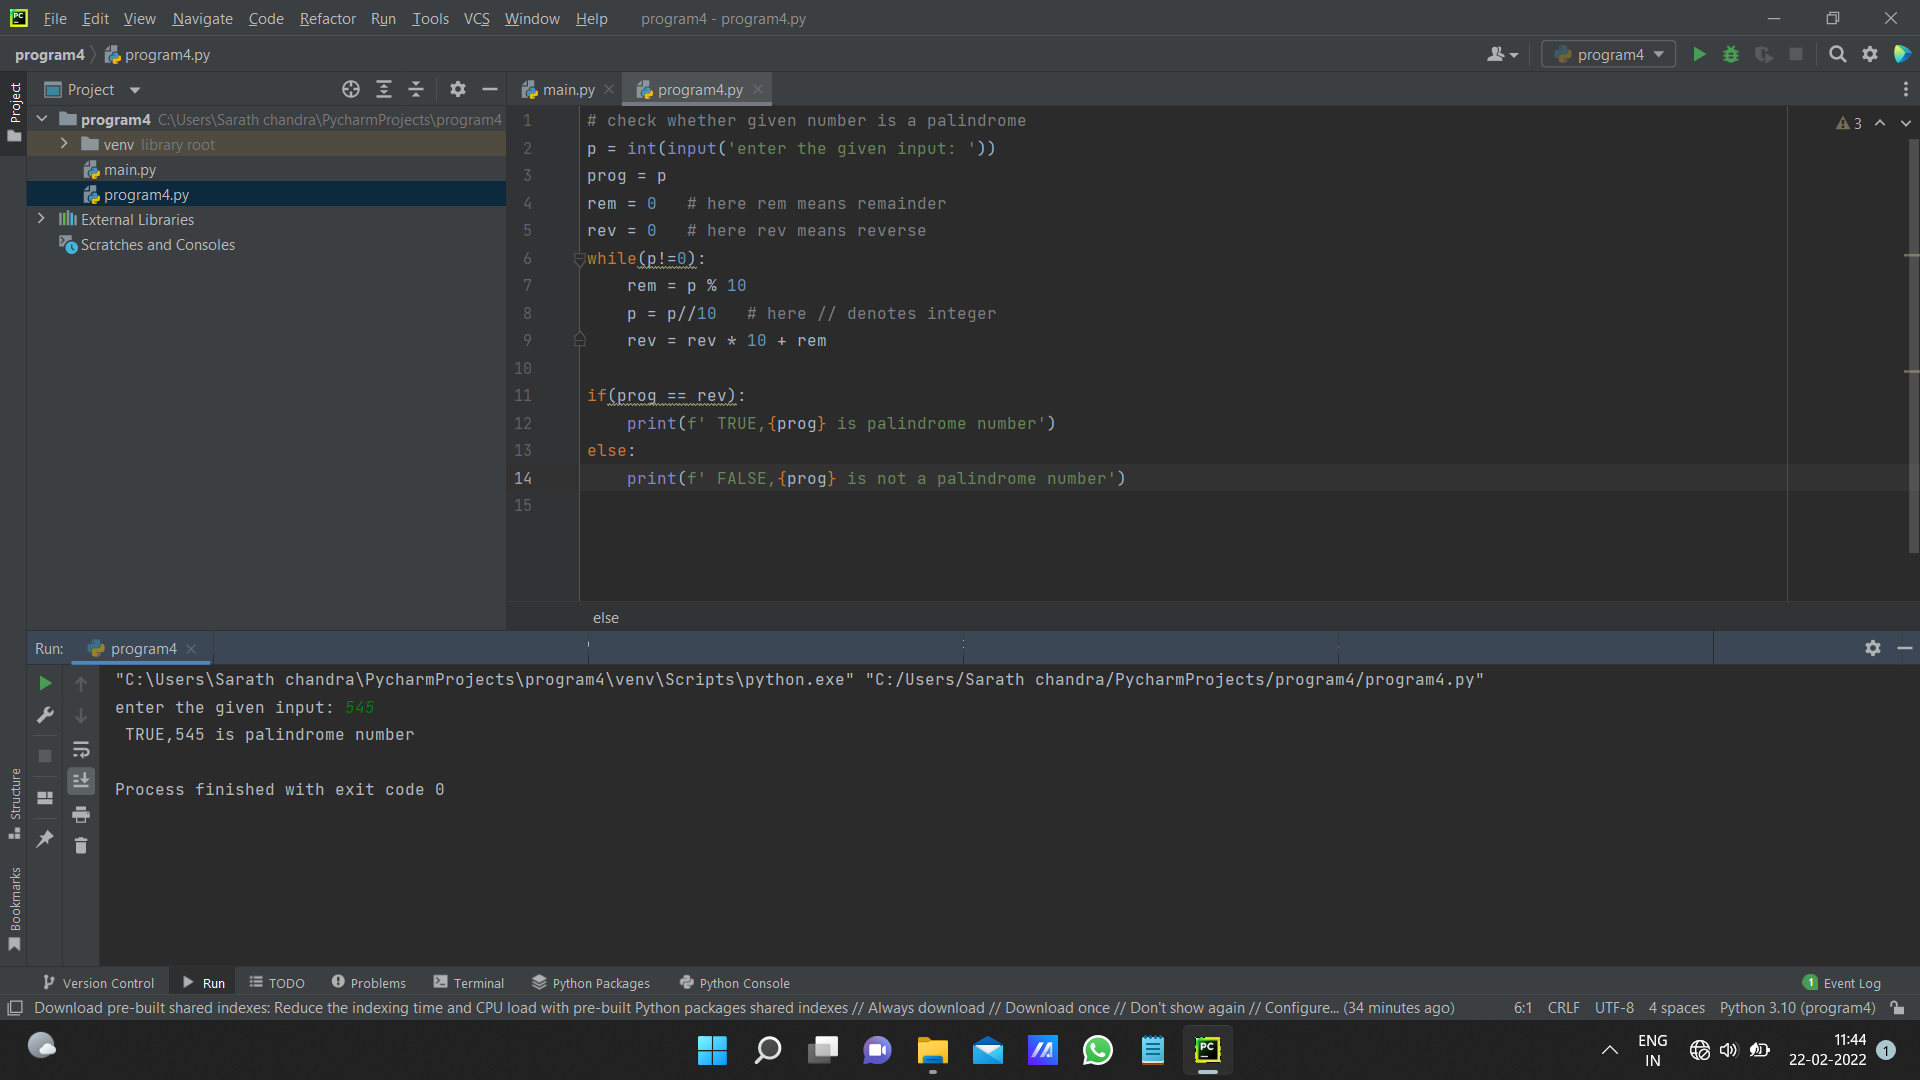 PC File Edit View Navigate Code Refactor Run Tools VCS Window Help program4 - program4.py
program4 program4.py program4
Project main.py program4.py
Project
program4 C:\Users\Sarath chandra\PycharmProjects\program4
venv library root
main.py
program4.py
External Libraries
Scratches and Consoles
3
1 # check whether given number is a palindrome
2 p = int(input('enter the given input: '))
3 prog = p
4 rem = 0 # here rem means remainder
5 rev = 0 # here rev means reverse
6 while(p!=0):
7 rem = p % 10
8 p = p//10 # here // denotes integer
9 rev = rev * 10 + rem
10
11 if(prog == rev):
12 print(f' TRUE,{prog} is palindrome number')
13 else:
14 print(f' FALSE,{prog} is not a palindrome number')
15
else
Run: program4
"C:\Users\Sarath chandra\PycharmProjects\program4\venv\Scripts\python.exe" "C:/Users/Sarath chandra/PycharmProjects/program4/program4.py"
enter the given input: 545
TRUE,545 is palindrome number
Process finished with exit code 0
Structure
Bookmarks
Version Control Run TODO Problems Terminal Python Packages Python Console 1 Event Log
Download pre-built shared indexes: Reduce the indexing time and CPU load with pre-built Python packages shared indexes // Always download // Download once // Don't show again // Configure... (34 minutes ago) 6:1 CRLF UTF-8 4 spaces Python 3.10 (program4)
PC
ENG
IN
11:44
22-02-2022
1